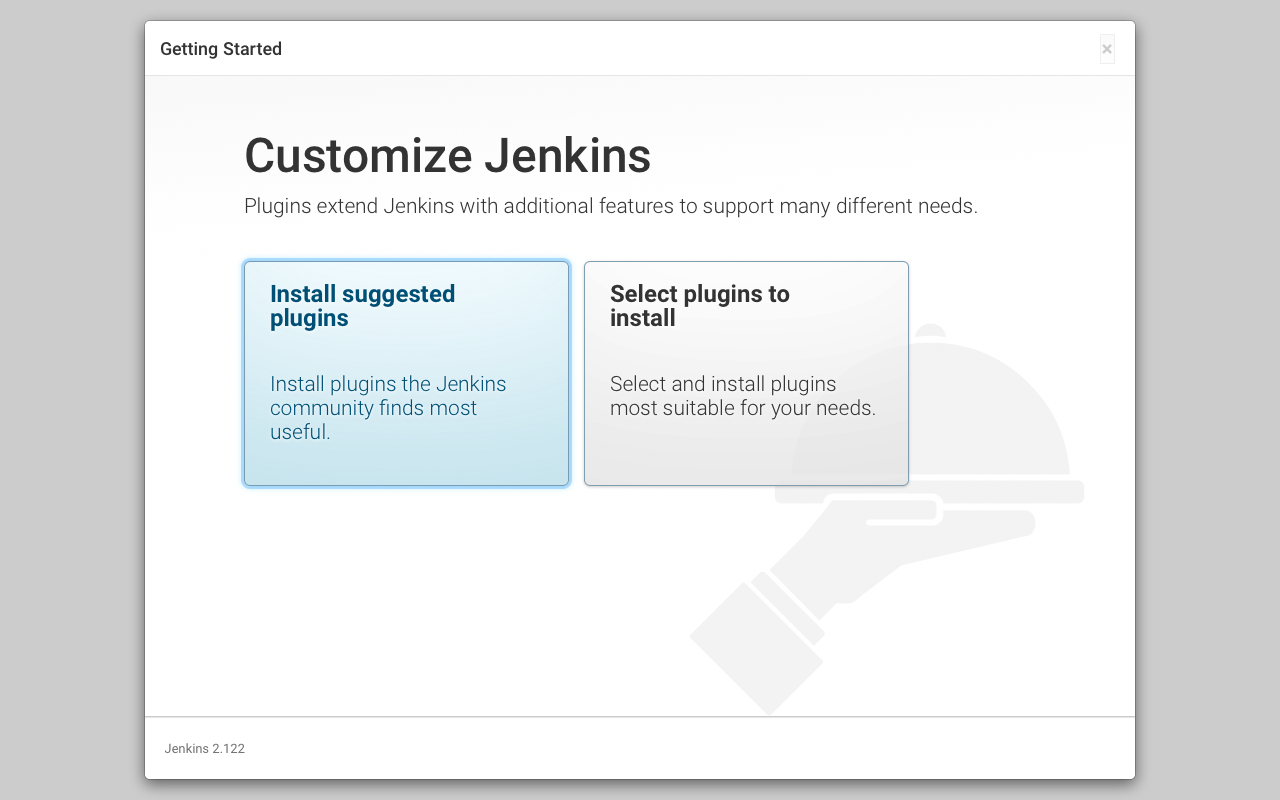 Getting Started
×
Customize Jenkins
Plugins extend Jenkins with additional features to support many different needs.
Install suggested
plugins
Install plugins the Jenkins
community finds most
useful.
Select plugins to
install
Select and install plugins
most suitable for your needs.
Jenkins 2.122